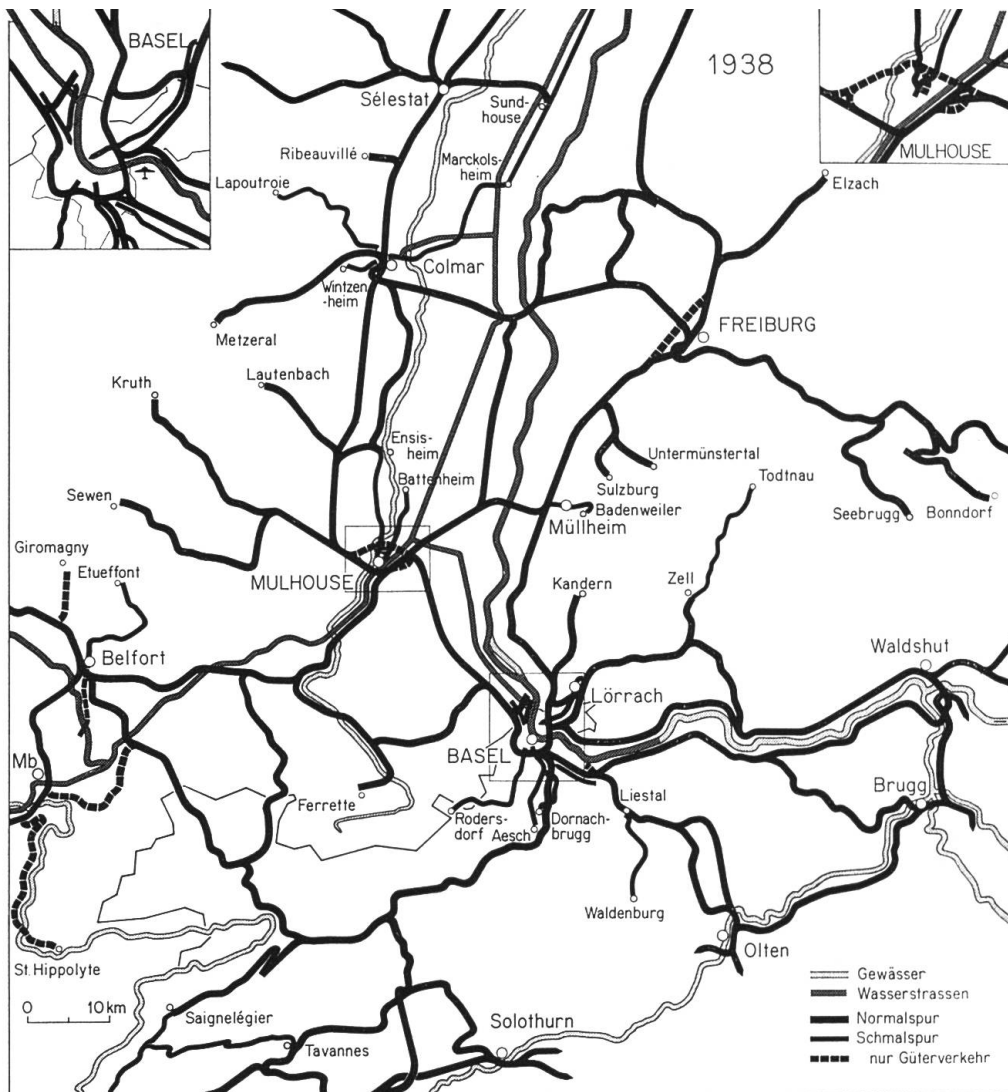 BASEL
1938
MULHOUSE
Sélestat
Sund-
house
Ribeauvillé
Marckols-
heim
Lapoutroie
Elzach
Colmar
Wintzen
-heim
Metzeral
FREIBURG
Kruth
Lautenbach
Ensis-
heim
Battenheim
Untermünstertal
Sulzburg
Todtnau
Sewen
Müllheim
Badenweiler
Seebrugg
Bonndorf
Giromagny
Etueffont
MULHOUSE
Kandern
Zell
Belfort
Waldshut
Lörrach
Mb
BASEL
Ferrette
Roders-
dorf
Aesch
Dornach-
brugg
Liestal
Brugg
Waldenburg
Olten
St. Hippolyte
0 10 km
Saignelégier
Tavannes
Solothurn
Gewässer
Wasserstrassen
Normalspur
Schmalspur
nur Güterverkehr